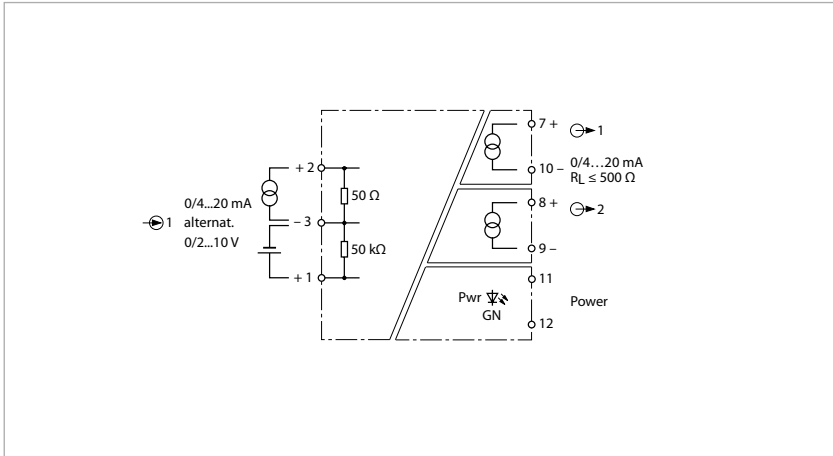 0/4...20 mA
1 alternat.
0/2...10 V
+ 2
50 Ω
– 3
50 kΩ
+ 1
7 +
1
10 –
0/4...20 mA
RL ≤ 500 Ω
8 +
2
9 –
11
Pwr
GN
Power
12